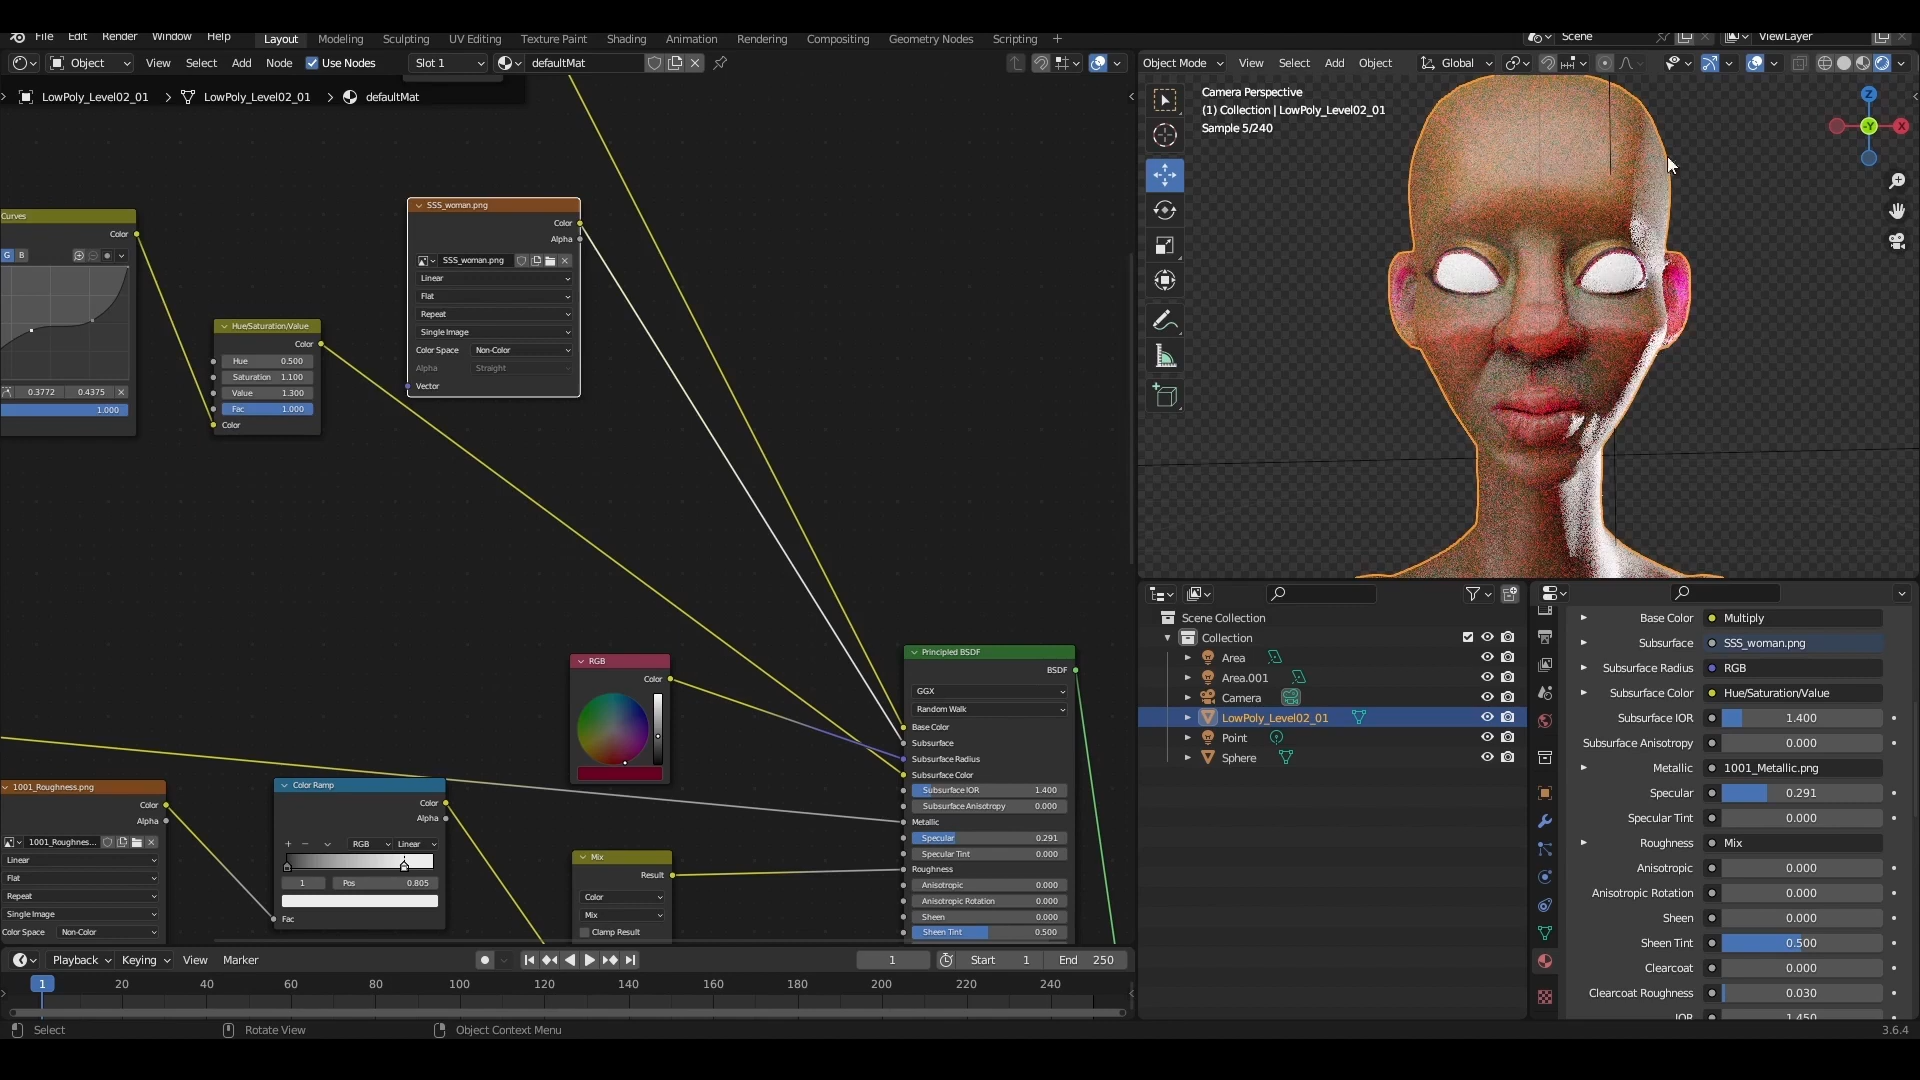 File Edit Render Window Help Layout Modeling Sculpting UV Editing Texture Paint Shading Animation Rendering Compositing Geometry Nodes Scripting + Scene ViewLayer
Object View Select Add Node Use Nodes Slot 1 defaultMat
LowPoly_Level02_01 > LowPoly_Level02_01 > defaultMat
Object Mode View Select Add Object Global
Camera Perspective
(1) Collection | LowPoly_Level02_01
Sample 5/240
Z
-Y
X
Curves
Color
G B
0.3772 0.4375
1.000
Hue/Saturation/Value
Color
Hue 0.500
Saturation 1.100
Value 1.300
Fac 1.000
Color
SSS_woman.png
Color
Alpha
SSS_woman.png
Linear
Flat
Repeat
Single Image
Color Space Non-Color
Alpha Straight
Vector
RGB
Color
1001_Roughness.png
Color
Alpha
1001_Roughnes...
Linear
Flat
Repeat
Single Image
Color Space Non-Color
Color Ramp
Color
Alpha
+ − RGB Linear
1 Pos 0.805
Fac
Mix
Result
Color
Mix
Clamp Result
Principled BSDF
BSDF
GGX
Random Walk
Base Color
Subsurface
Subsurface Radius
Subsurface Color
Subsurface IOR 1.400
Subsurface Anisotropy 0.000
Metallic
Specular 0.291
Specular Tint 0.000
Roughness
Anisotropic 0.000
Anisotropic Rotation 0.000
Sheen 0.000
Sheen Tint 0.500
Scene Collection
Collection
Area
Area.001
Camera
LowPoly_Level02_01
Point
Sphere
Base Color Multiply
Subsurface SSS_woman.png
Subsurface Radius RGB
Subsurface Color Hue/Saturation/Value
Subsurface IOR 1.400
Subsurface Anisotropy 0.000
Metallic 1001_Metallic.png
Specular 0.291
Specular Tint 0.000
Roughness Mix
Anisotropic 0.000
Anisotropic Rotation 0.000
Sheen 0.000
Sheen Tint 0.500
Clearcoat 0.000
Clearcoat Roughness 0.030
IOR 1.450
Playback Keying View Marker 1 Start 1 End 250
1 20 40 60 80 100 120 140 160 180 200 220 240
Select Rotate View Object Context Menu 3.6.4